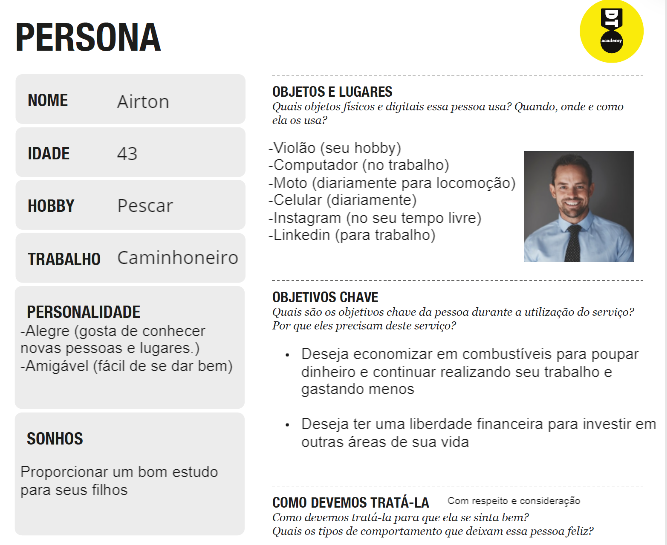 PERSONA
DT
academy
NOME Airton
IDADE 43
HOBBY Pescar
TRABALHO Caminhoneiro
PERSONALIDADE
-Alegre (gosta de conhecer
novas pessoas e lugares.)
-Amigável (fácil de se dar bem)
SONHOS
Proporcionar um bom estudo
para seus filhos
OBJETOS E LUGARES
Quais objetos físicos e digitais essa pessoa usa? Quando, onde e como
ela os usa?
-Violão (seu hobby)
-Computador (no trabalho)
-Moto (diariamente para locomoção)
-Celular (diariamente)
-Instagram (no seu tempo livre)
-Linkedin (para trabalho)
OBJETIVOS CHAVE
Quais são os objetivos chave da pessoa durante a utilização do serviço?
Por que eles precisam deste serviço?
• Deseja economizar em combustíveis para poupar
dinheiro e continuar realizando seu trabalho e
gastando menos
• Deseja ter uma liberdade financeira para investir em
outras áreas de sua vida
COMO DEVEMOS TRATÁ-LA Com respeito e consideração
Como devemos tratá-la para que ela se sinta bem?
Quais os tipos de comportamento que deixam essa pessoa feliz?